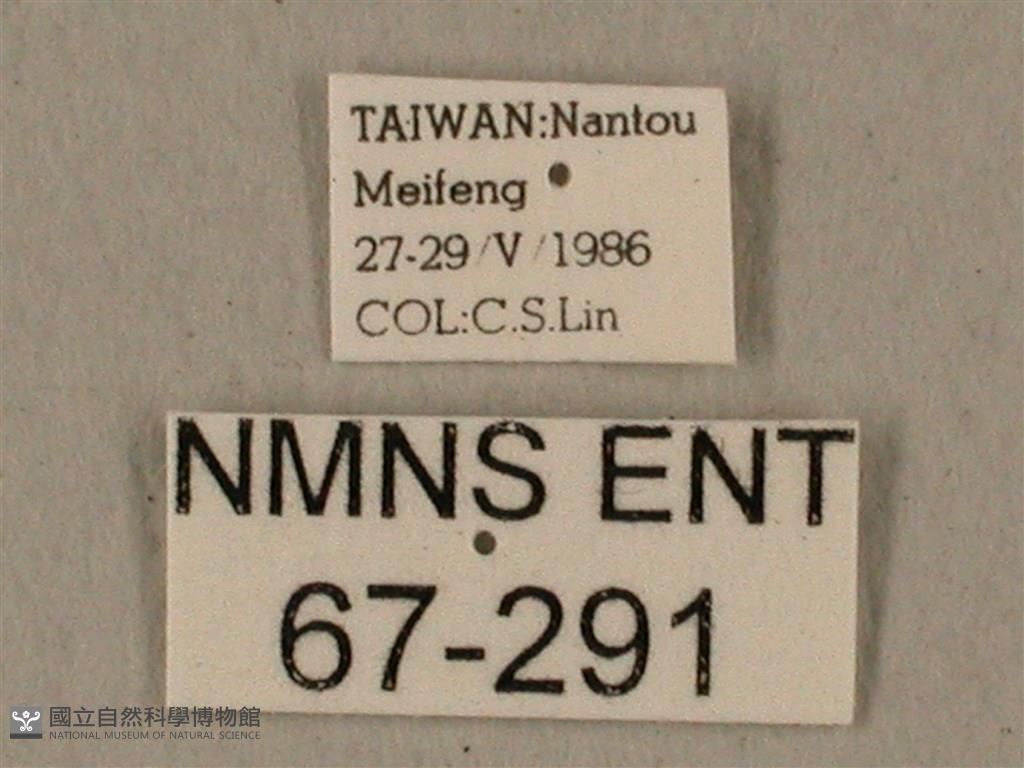 TAIWAN:Nantou
Meifeng
27-29/V/1986
COL:C.S.Lin
NMNS ENT
67-291
國立自然科學博物館
NATIONAL MUSEUM OF NATURAL SCIENCE